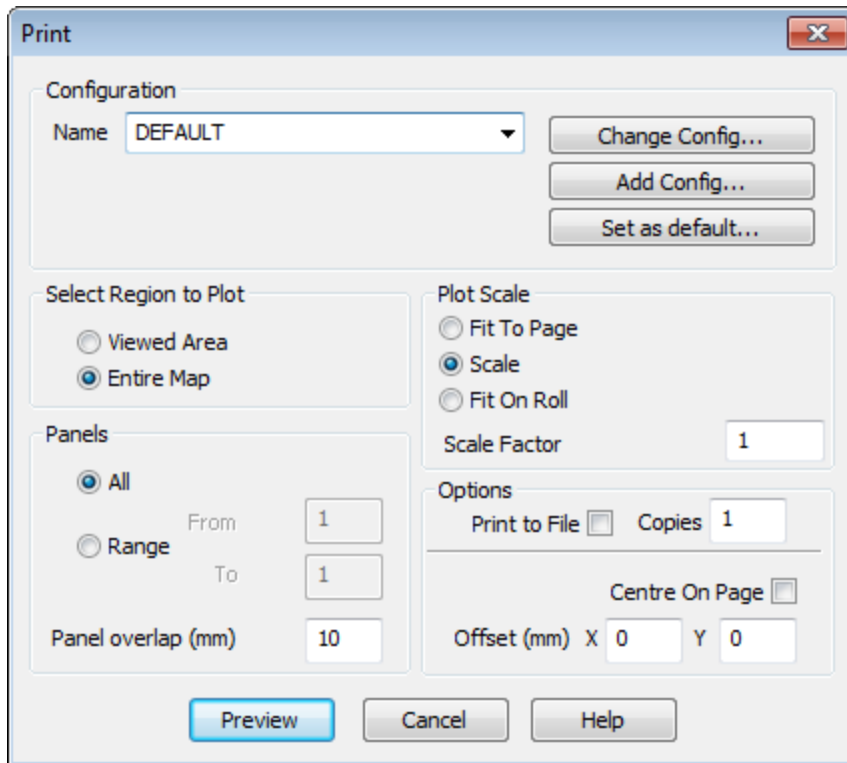 Print
Configuration
Name DEFAULT
Change Config...
Add Config...
Set as default...
Select Region to Plot
Viewed Area
Entire Map
Plot Scale
Fit To Page
Scale
Fit On Roll
Scale Factor 1
Panels
All
Range
From 1
To 1
Panel overlap (mm) 10
Options
Print to File Copies 1
Centre On Page
Offset (mm) X 0 Y 0
Preview Cancel Help